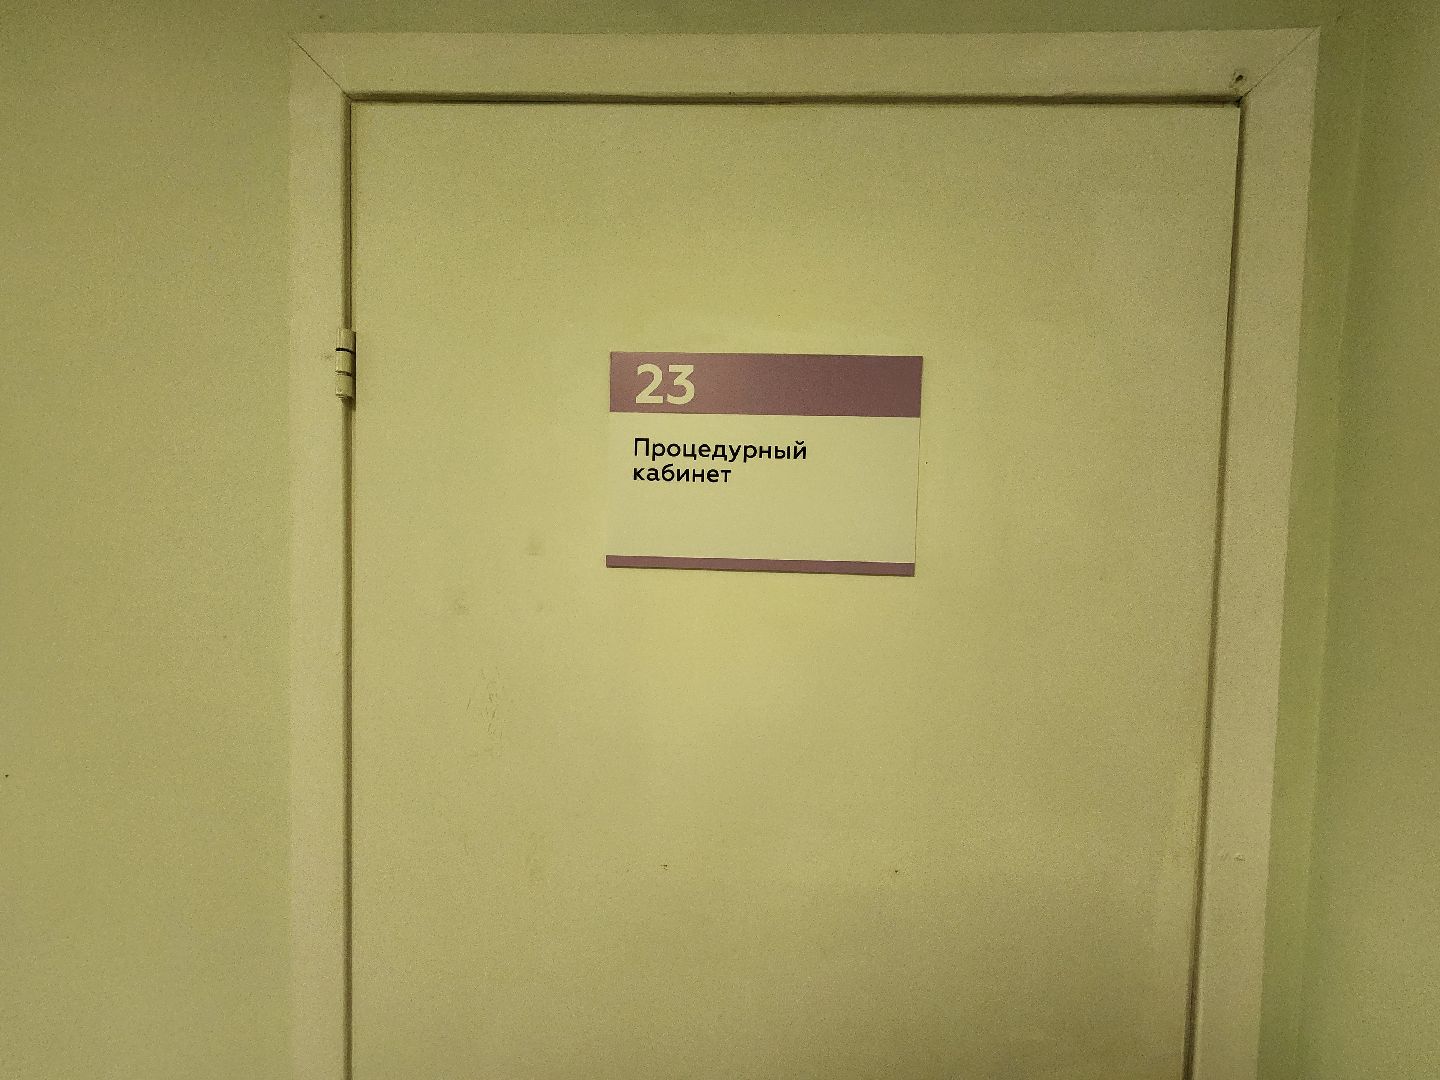 23
Процедурный
кабинет